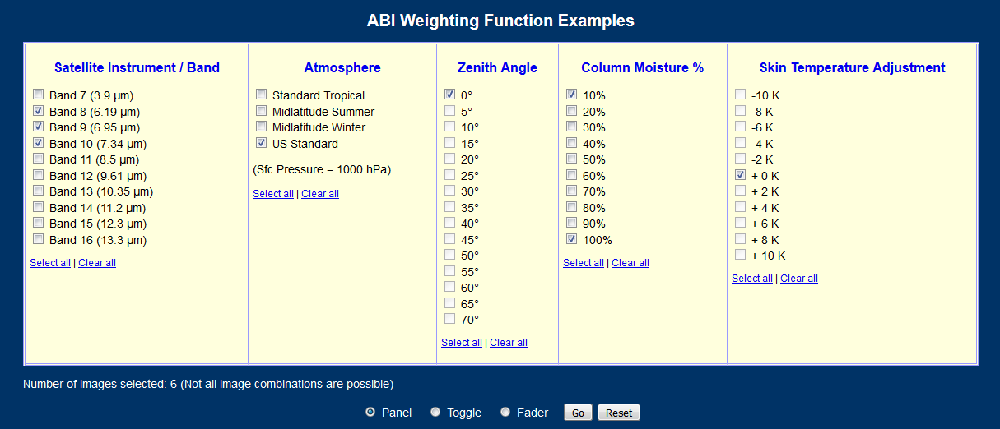 ABI Weighting Function Examples
Satellite Instrument / Band
Band 7 (3.9 µm)
Band 8 (6.19 µm)
Band 9 (6.95 µm)
Band 10 (7.34 µm)
Band 11 (8.5 µm)
Band 12 (9.61 µm)
Band 13 (10.35 µm)
Band 14 (11.2 µm)
Band 15 (12.3 µm)
Band 16 (13.3 µm)
Select all | Clear all
Atmosphere
Standard Tropical
Midlatitude Summer
Midlatitude Winter
US Standard
(Sfc Pressure = 1000 hPa)
Select all | Clear all
Zenith Angle
0°
5°
10°
15°
20°
25°
30°
35°
40°
45°
50°
55°
60°
65°
70°
Select all | Clear all
Column Moisture %
10%
20%
30%
40%
50%
60%
70%
80%
90%
100%
Select all | Clear all
Skin Temperature Adjustment
-10 K
-8 K
-6 K
-4 K
-2 K
+ 0 K
+ 2 K
+ 4 K
+ 6 K
+ 8 K
+ 10 K
Select all | Clear all
Number of images selected: 6 (Not all image combinations are possible)
Panel Toggle Fader Go Reset